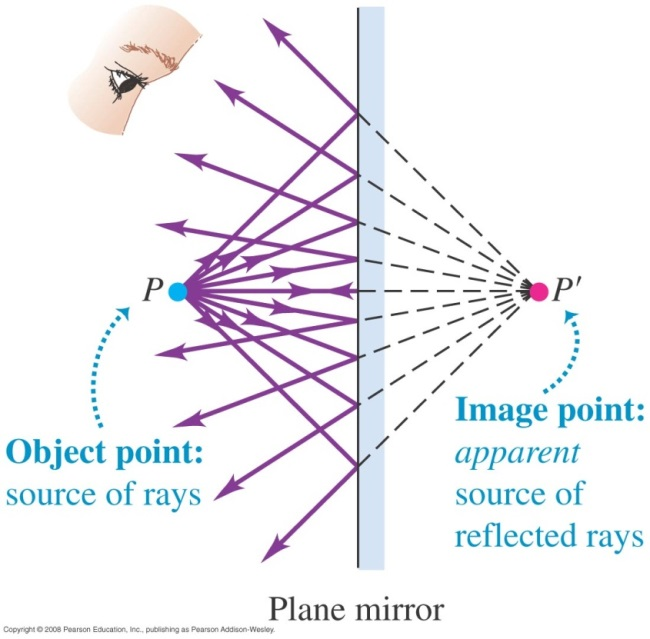 P
P′
Object point:
source of rays
Image point:
apparent
source of
reflected rays
Plane mirror
Copyright © 2008 Pearson Education, Inc., publishing as Pearson Addison-Wesley.